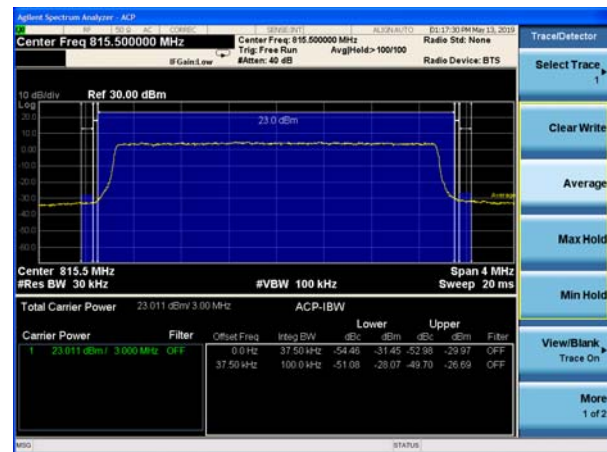 Agilent Spectrum Analyzer - ACP
RF 50 Ω AC CORREC SENSE:INT ALIGN AUTO 01:17:30 PM May 13, 2019
Center Freq 815.500000 MHz Center Freq: 815.500000 MHz Radio Std: None
Trig: Free Run Avg|Hold:> 100/100
IFGain:Low #Atten: 40 dB Radio Device: BTS
Trace/Detector
Select Trace
1
Clear Write
Average
Max Hold
Min Hold
View/Blank
Trace On
More
1 of 2
10 dB/div Ref 30.00 dBm
Log
20.0
10.0
0.00
-10.0
-20.0
-30.0
-40.0
-50.0
-60.0
23.0 dBm
Average
Center 815.5 MHz Span 4 MHz
#Res BW 30 kHz #VBW 100 kHz Sweep 20 ms
Total Carrier Power 23.011 dBm/ 3.00 MHz ACP-IBW
Lower Upper
Carrier Power Filter Offset Freq Integ BW dBc dBm dBc dBm Filter
1 23.011 dBm / 3.000 MHz OFF 0.0 Hz 37.50 kHz -54.46 -31.45 -52.98 -29.97 OFF
37.50 kHz 100.0 kHz -51.08 -28.07 -49.70 -26.69 OFF
MSG STATUS